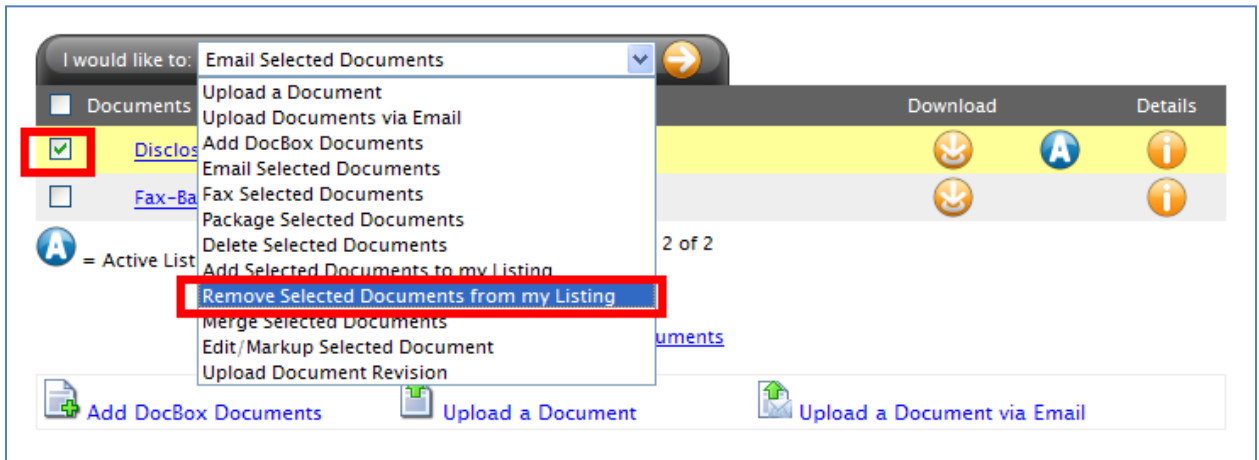 I would like to: Email Selected Documents
Documents Download Details
Upload a Document
Upload Documents via Email
Add DocBox Documents
Disclos
Email Selected Documents
Fax-Ba
Fax Selected Documents
Package Selected Documents
Delete Selected Documents 2 of 2
A = Active List
Add Selected Documents to my Listing
Remove Selected Documents from my Listing
Merge Selected Documents
uments
Edit/Markup Selected Document
Upload Document Revision
Add DocBox Documents Upload a Document Upload a Document via Email